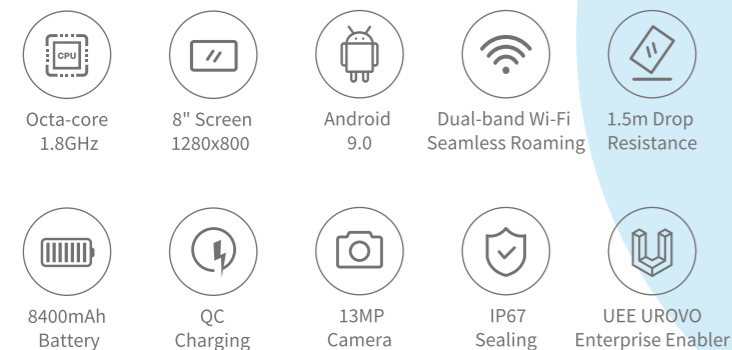 CPU
Octa-core
1.8GHz
8" Screen
1280x800
Android
9.0
Dual-band Wi-Fi
Seamless Roaming
1.5m Drop
Resistance
8400mAh
Battery
QC
Charging
13MP
Camera
IP67
Sealing
UEE UROVO
Enterprise Enabler